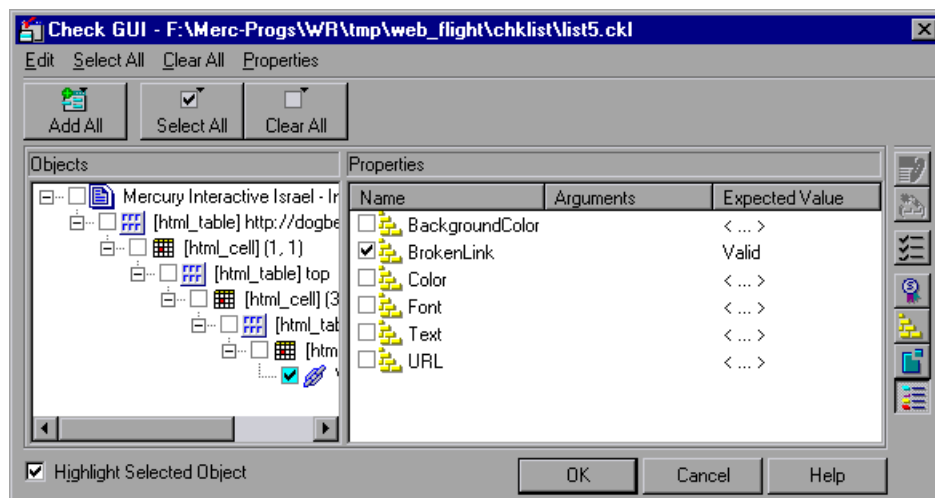 Check GUI - F:\Merc-Progs\WR\tmp\web_flight\chklist\list5.ckl
Edit Select All Clear All Properties
Add All Select All Clear All
Objects Properties
Mercury Interactive Israel - Ir
Name Arguments Expected Value
[html_table] http://dogbe
BackgroundColor < ... >
[html_cell] (1, 1)
BrokenLink Valid
[html_table] top
Color < ... >
[html_cell] (3
Font < ... >
[html_tab
Text < ... >
[htm
URL < ... >
Highlight Selected Object
OK Cancel Help